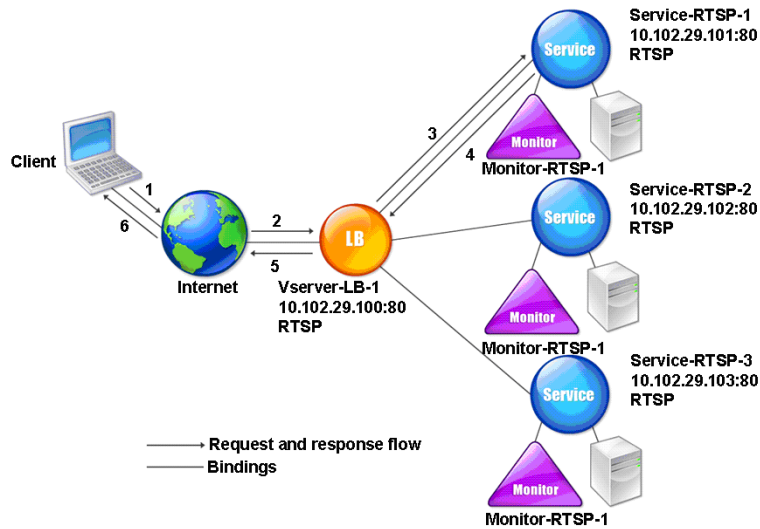 Service-RTSP-1
10.102.29.101:80
RTSP
Service
Monitor
Monitor-RTSP-1
3
4
Client
1
6
2
5
Internet
LB
Vserver-LB-1
10.102.29.100:80
RTSP
Service-RTSP-2
10.102.29.102:80
RTSP
Service
Monitor
Monitor-RTSP-1
Service-RTSP-3
10.102.29.103:80
RTSP
Service
Monitor
Monitor-RTSP-1
Request and response flow
Bindings